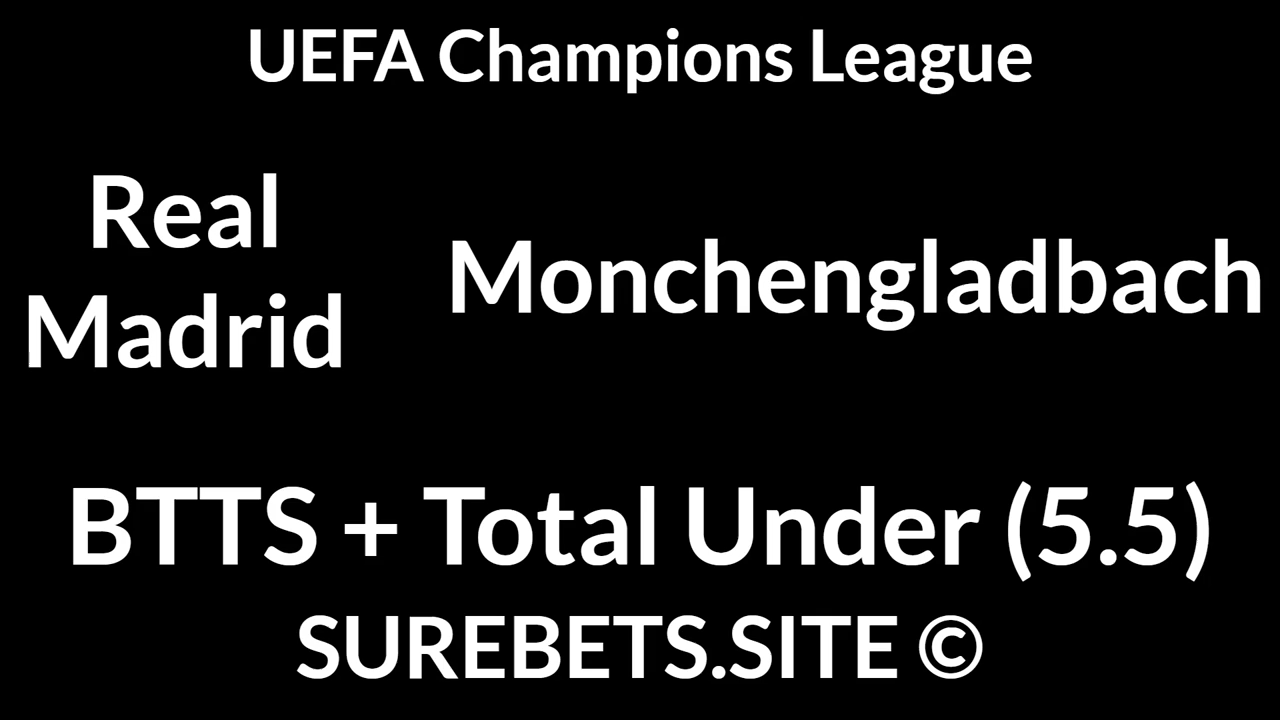 UEFA Champions League
Real
Madrid
Monchengladbach
BTTS + Total Under (5.5)
SUREBETS.SITE ©